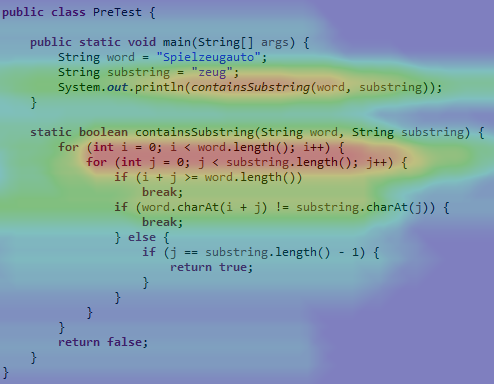 public class PreTest {
public static void main(String[] args) {
String word = "Spielzeugauto";
String substring = "zeug";
System.out.println(containsSubstring(word, substring));
}
static boolean containsSubstring(String word, String substring) {
for (int i = 0; i < word.length(); i++) {
for (int j = 0; j < substring.length(); j++) {
if (i + j >= word.length())
break;
if (word.charAt(i + j) != substring.charAt(j)) {
break;
} else {
if (j == substring.length() - 1) {
return true;
}
}
}
}
return false;
}
}